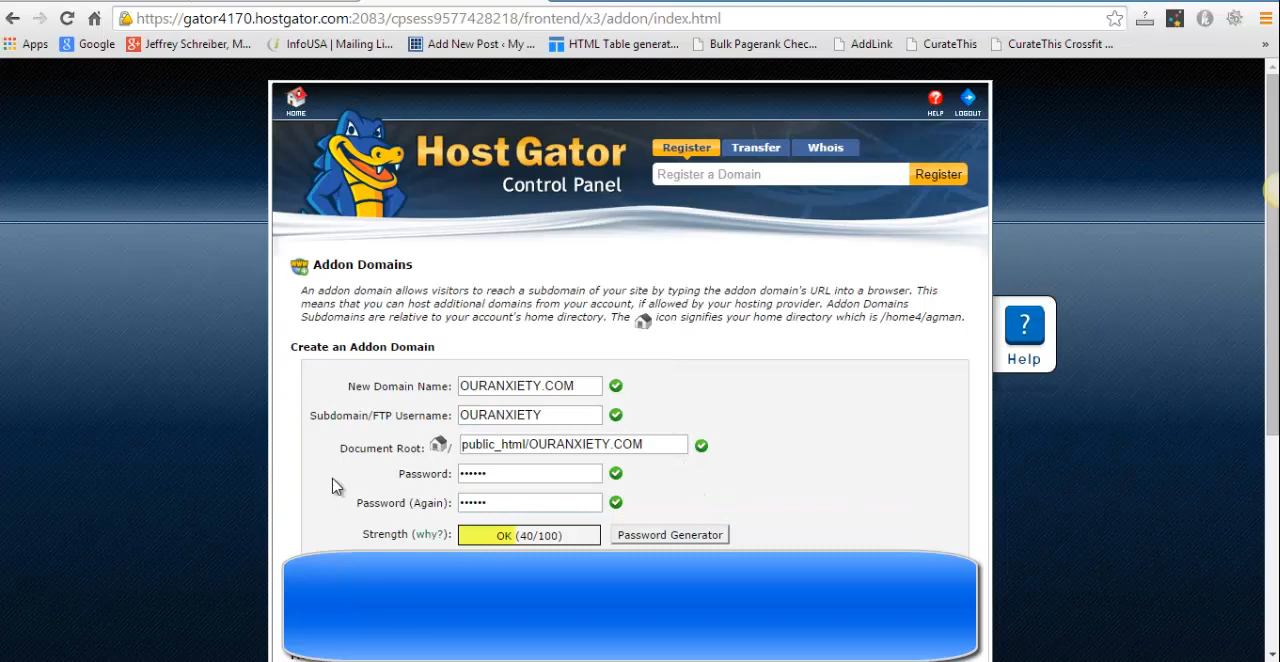 https://gator4170.hostgator.com:2083/cpsess9577428218/frontend/x3/addon/index.html
Apps Google Jeffrey Schreiber, M... InfoUSA | Mailing Li... Add New Post ‹ My ... HTML Table generat... Bulk Pagerank Chec... AddLink CurateThis CurateThis Crossfit ... »
HOME HELP LOGOUT
HostGator
Control Panel
Register Transfer Whois
Register a Domain Register
Addon Domains
An addon domain allows visitors to reach a subdomain of your site by typing the addon domain's URL into a browser. This
means that you can host additional domains from your account, if allowed by your hosting provider. Addon Domains
Subdomains are relative to your account's home directory. The icon signifies your home directory which is /home4/agman.
? Help
Create an Addon Domain
New Domain Name: OURANXIETY.COM
Subdomain/FTP Username: OURANXIETY
Document Root: / public_html/OURANXIETY.COM
Password: ••••••
Password (Again): ••••••
Strength (why?): OK (40/100) Password Generator